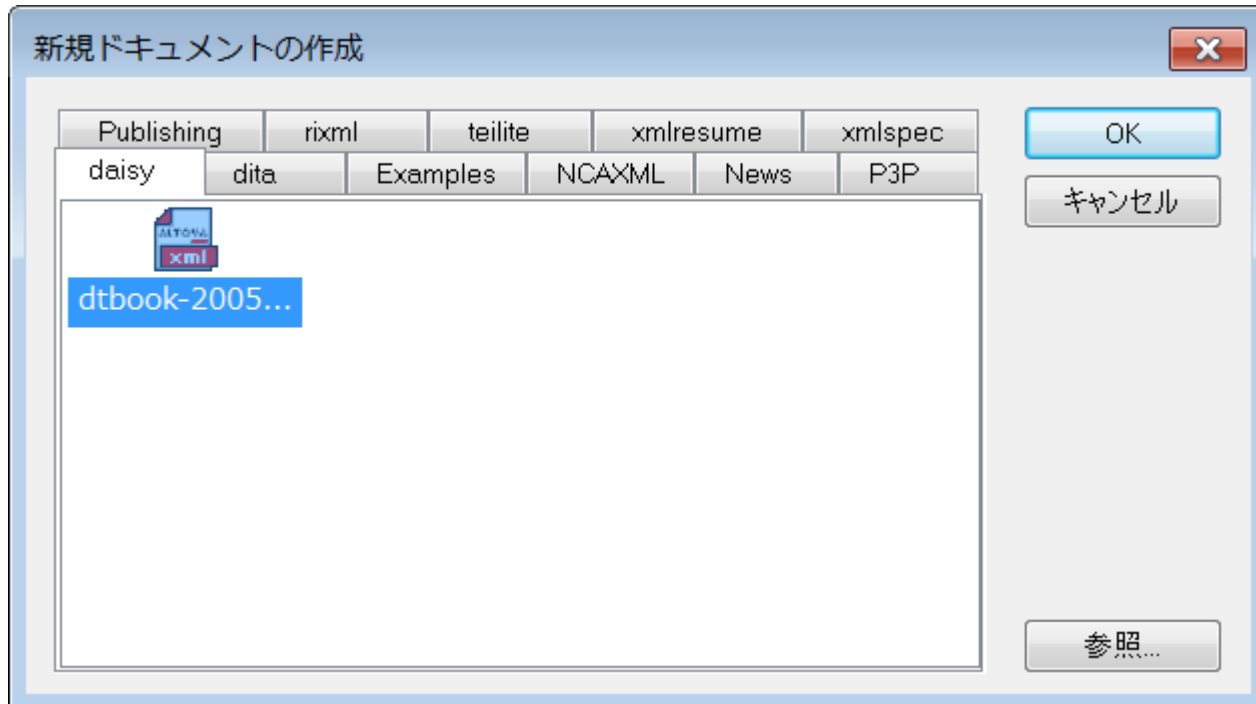 新規ドキュメントの作成
Publishing rixml teilite xmlresume xmlspec
daisy dita Examples NCAXML News P3P
OK
キャンセル
ALTOVA
xml
dtbook-2005...
参照...